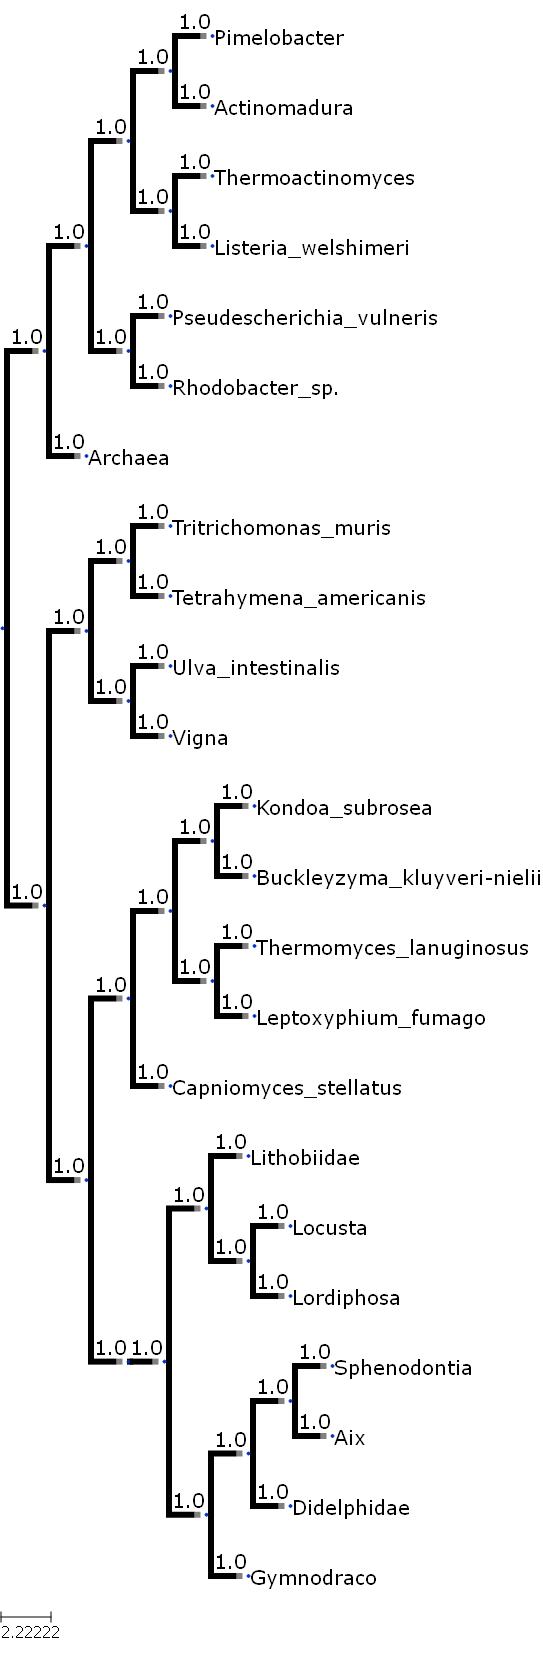 1.0
Pimelobacter
1.0
1.0
Actinomadura
1.0
1.0
Thermoactinomyces
1.0
1.0
1.0
Listeria_welshimeri
1.0
Pseudescherichia_vulneris
1.0
1.0
1.0
Rhodobacter_sp.
1.0
Archaea
1.0
Tritrichomonas_muris
1.0
1.0
Tetrahymena_americanis
1.0
1.0
Ulva_intestinalis
1.0
1.0
Vigna
1.0
Kondoa_subrosea
1.0
1.0
Buckleyzyma_kluyveri-nielii
1.0
1.0
1.0
Thermomyces_lanuginosus
1.0
1.0
1.0
Leptoxyphium_fumago
1.0
Capniomyces_stellatus
1.0
Lithobiidae
1.0
1.0
1.0
Locusta
1.0
1.0
Lordiphosa
1.0 1.0
1.0
Sphenodontia
1.0
1.0
Aix
1.0
1.0
1.0
Didelphidae
1.0
Gymnodraco
2.22222